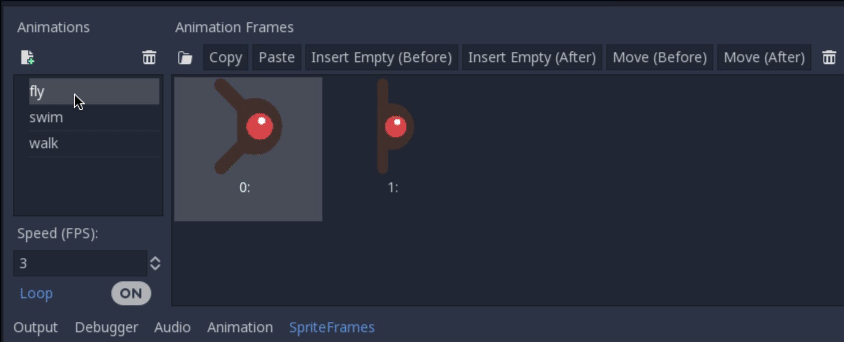 Animations
Animation Frames
Copy Paste Insert Empty (Before) Insert Empty (After) Move (Before) Move (After)
fly
swim
walk
0:
1:
Speed (FPS):
3
Loop ON
Output Debugger Audio Animation SpriteFrames